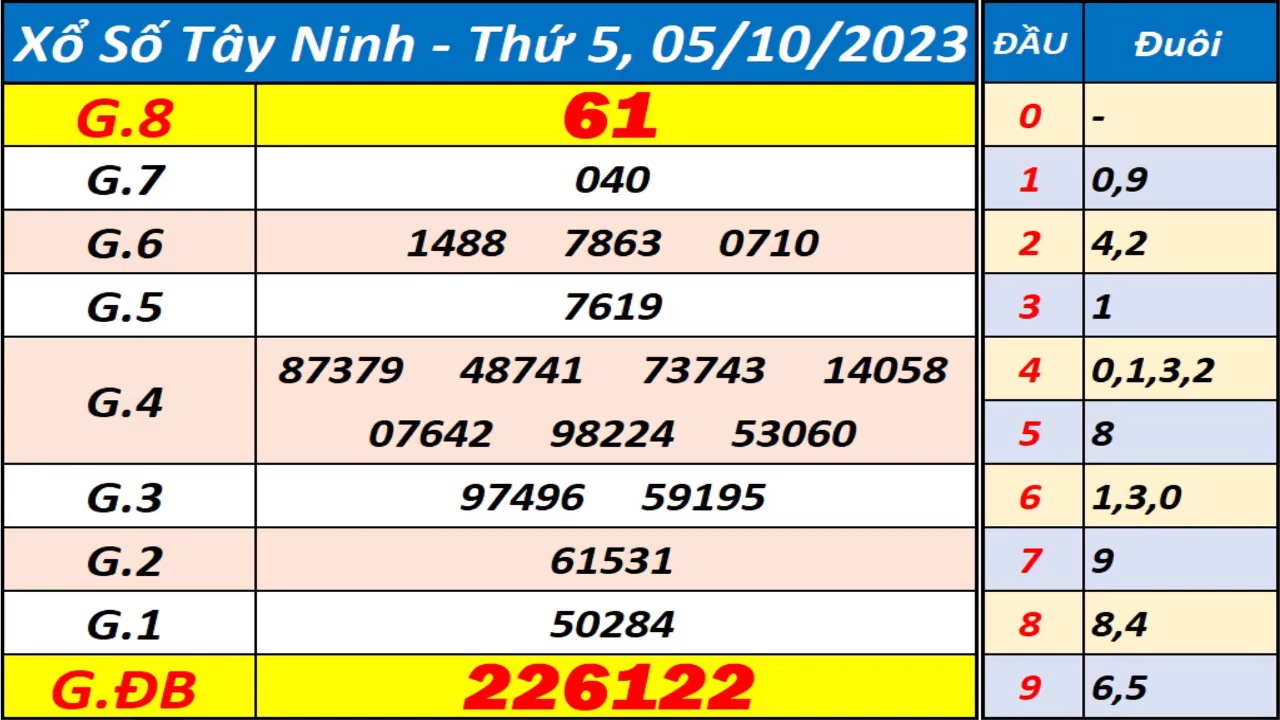 Xổ Số Tây Ninh - Thứ 5, 05/10/2023
G.8 61
G.7 040
G.6 1488 7863 0710
G.5 7619
G.4 87379 48741 73743 14058
07642 98224 53060
G.3 97496 59195
G.2 61531
G.1 50284
G.ĐB 226122
ĐẦU Đuôi
0 -
1 0,9
2 4,2
3 1
4 0,1,3,2
5 8
6 1,3,0
7 9
8 8,4
9 6,5